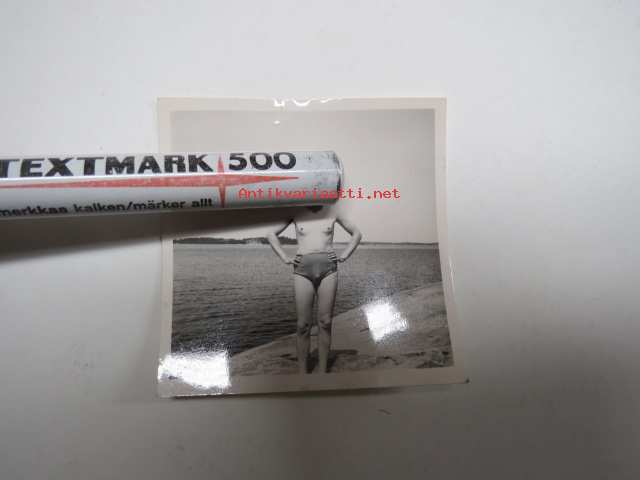 TEXTMARK 500
Antikvariaatti.net
merkkaa kaiken/märker allt